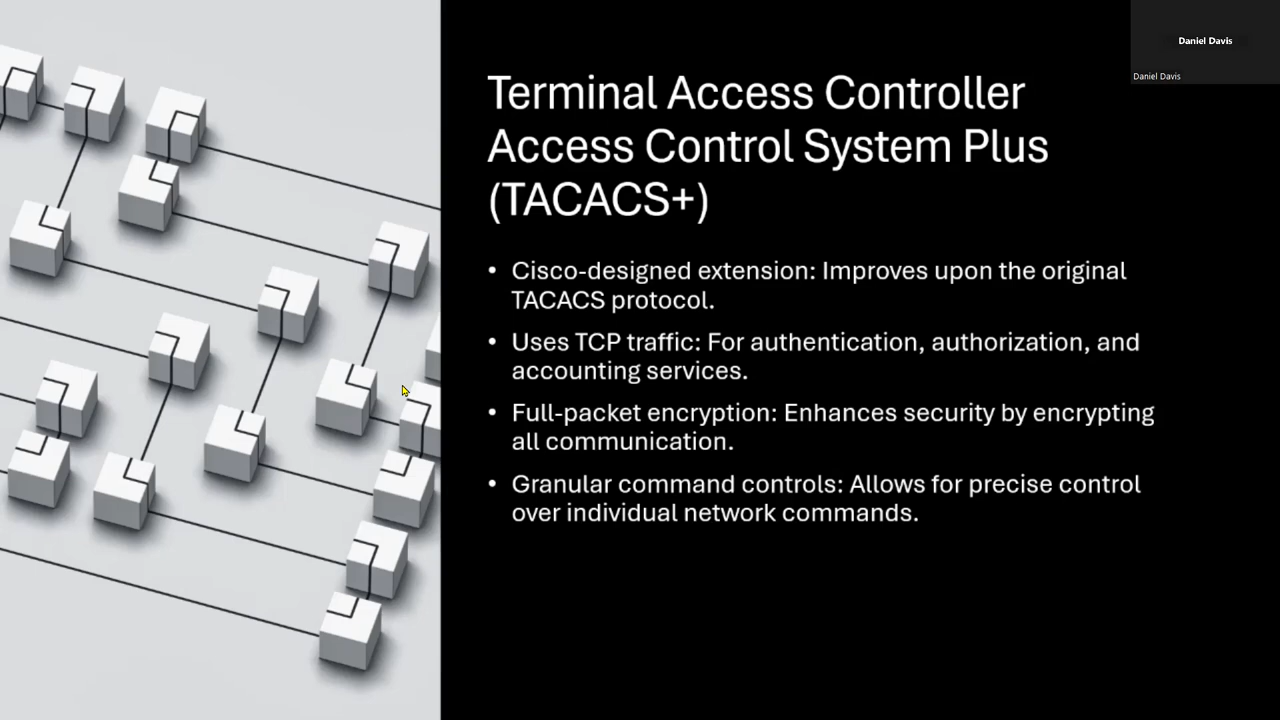 Daniel Davis
Daniel Davis
Terminal Access Controller
Access Control System Plus
(TACACS+)
• Cisco-designed extension: Improves upon the original
TACACS protocol.
• Uses TCP traffic: For authentication, authorization, and
accounting services.
• Full-packet encryption: Enhances security by encrypting
all communication.
• Granular command controls: Allows for precise control
over individual network commands.